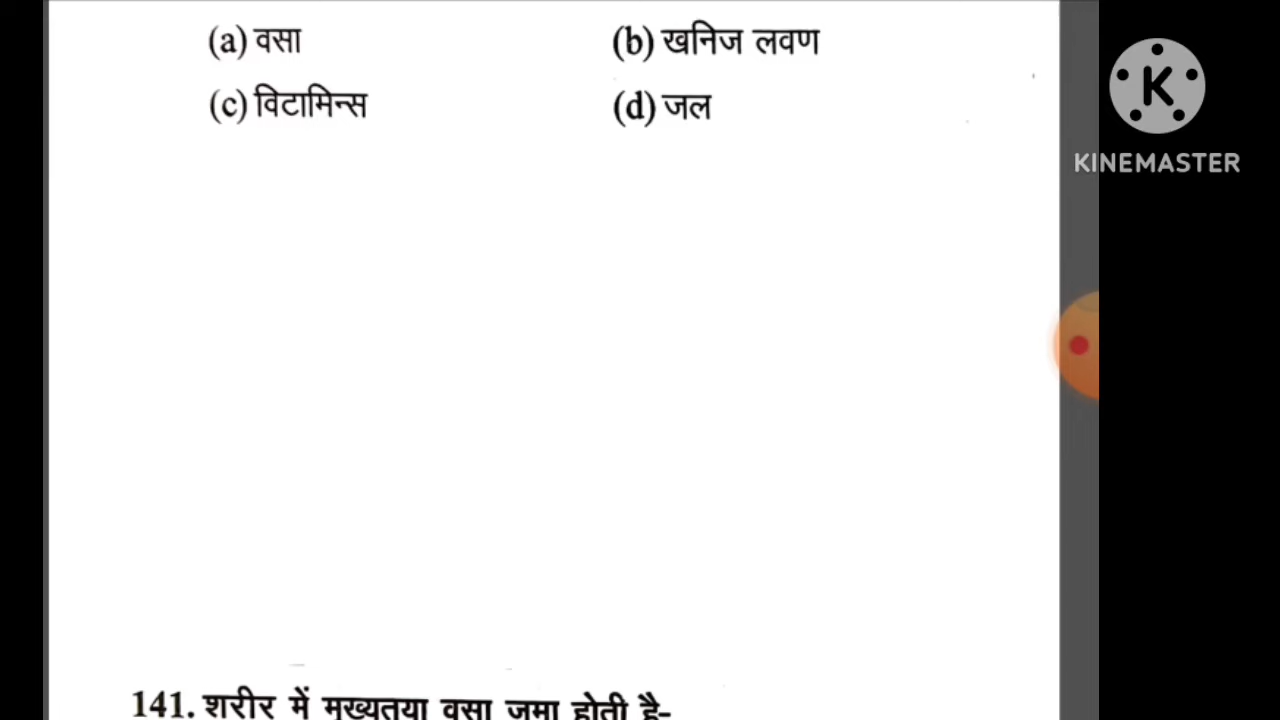 (a) वसा (b) खनिज लवण
(c) विटामिन्स (d) जल
K
KINEMASTER
141. शरीर में मुख्यतया वसा जमा होती है-